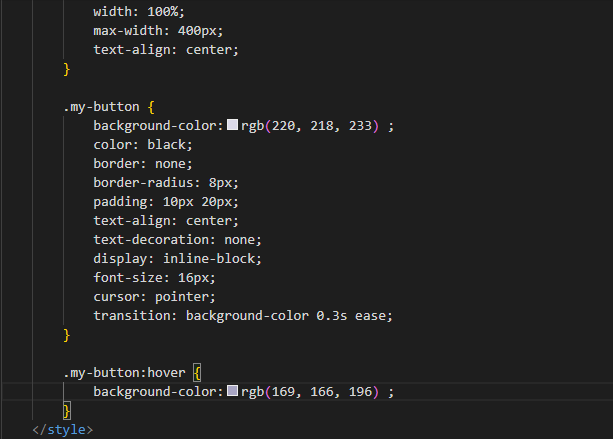 width: 100%;
max-width: 400px;
text-align: center;
}
.my-button {
background-color: rgb(220, 218, 233) ;
color: black;
border: none;
border-radius: 8px;
padding: 10px 20px;
text-align: center;
text-decoration: none;
display: inline-block;
font-size: 16px;
cursor: pointer;
transition: background-color 0.3s ease;
}
.my-button:hover {
background-color: rgb(169, 166, 196) ;
}
</style>